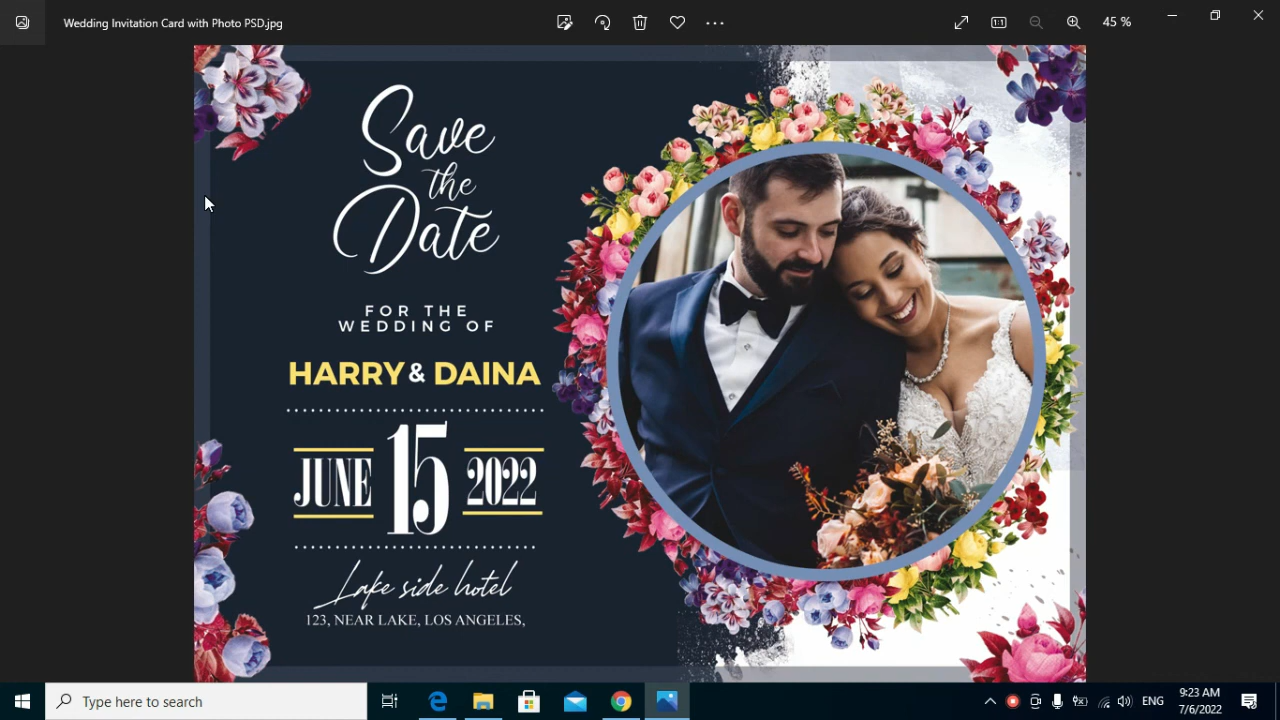 Wedding Invitation Card with Photo PSD.jpg
45 %
Save
the
Date
FOR THE
WEDDING OF
HARRY & DAINA
JUNE 15 2022
Lake side hotel
123, NEAR LAKE, LOS ANGELES,
Type here to search
ENG
9:23 AM
7/6/2022